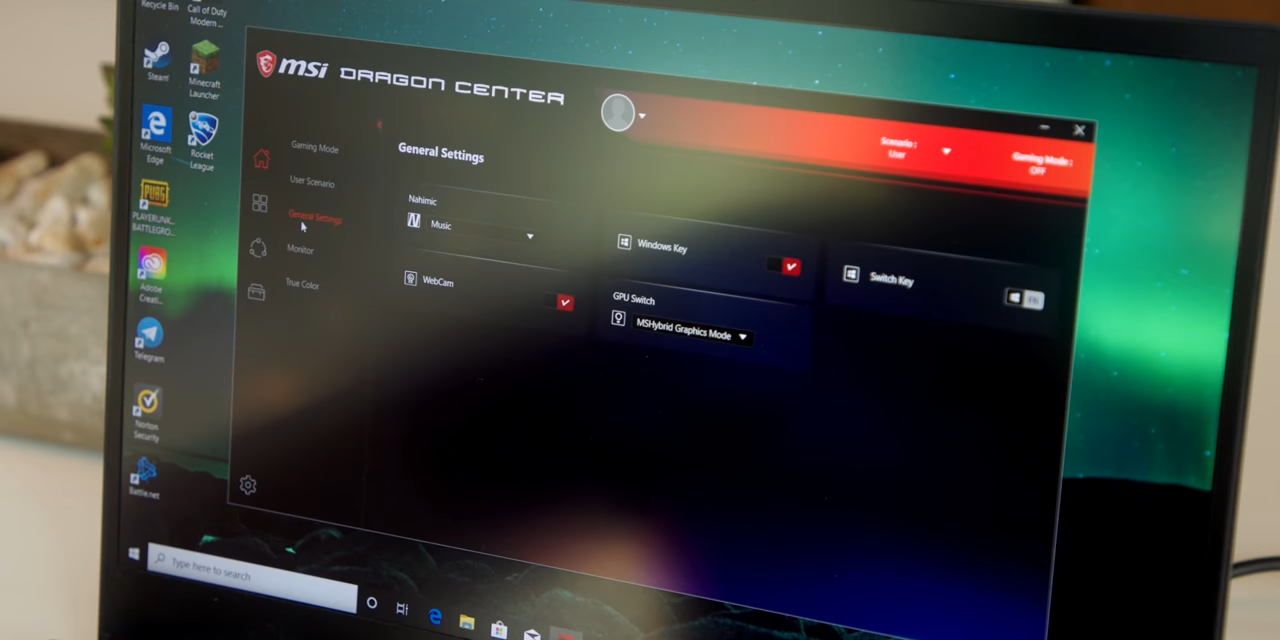 Recycle Bin
Call of Duty
Modern ...
Steam
Minecraft
Launcher
Microsoft
Edge
Rocket
League
PUBG
PLAYERUNK...
BATTLEGRO...
Adobe
Creati...
Telegram
Norton
Security
Battle.net
msi DRAGON CENTER
Scenario :
User
Gaming Mode :
OFF
Gaming Mode
User Scenario
General Settings
Monitor
True Color
General Settings
Nahimic
Music
WebCam
Windows Key
GPU Switch
MSHybrid Graphics Mode
Switch Key
Fn
Type here to search